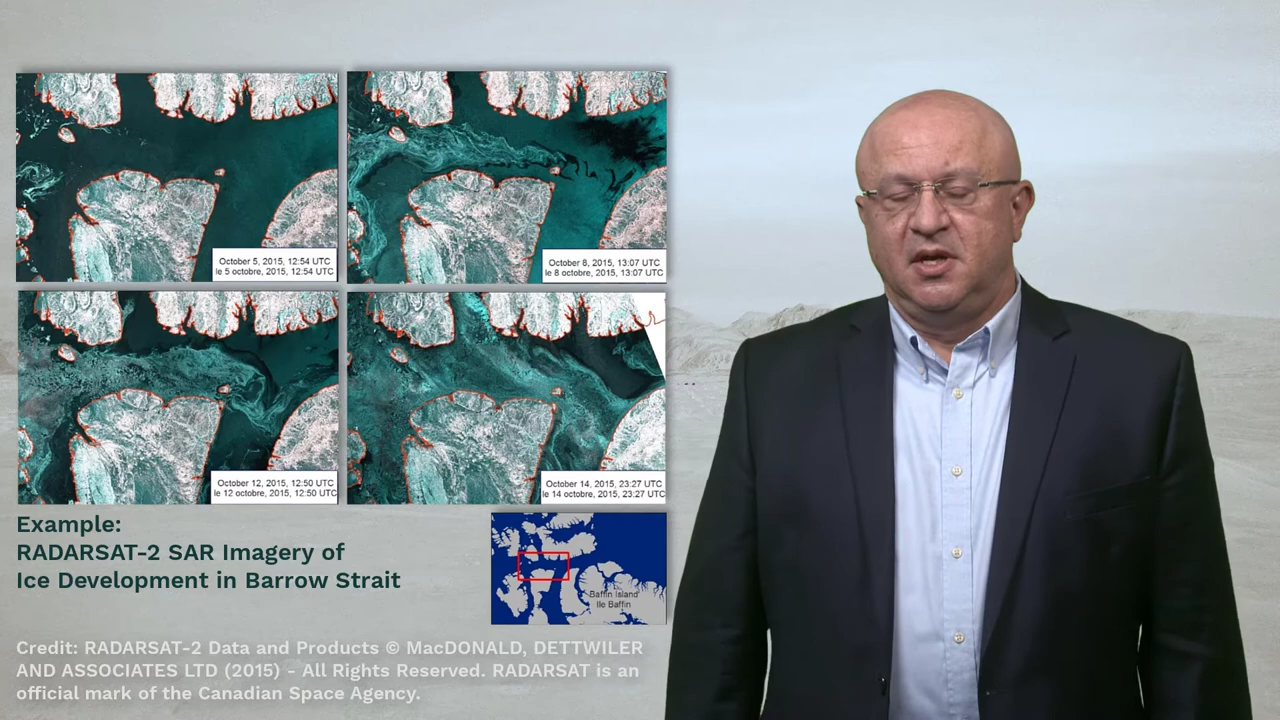 October 5, 2015, 12:54 UTC
le 5 octobre, 2015, 12:54 UTC
October 8, 2015, 13:07 UTC
le 8 octobre, 2015, 13:07 UTC
October 12, 2015, 12:50 UTC
le 12 octobre, 2015, 12:50 UTC
October 14, 2015, 23:27 UTC
le 14 octobre, 2015, 23:27 UTC
Example:
RADARSAT-2 SAR Imagery of
Ice Development in Barrow Strait
Baffin Island
Ile Baffin
Credit: RADARSAT-2 Data and Products © MacDONALD, DETTWILER
AND ASSOCIATES LTD (2015) - All Rights Reserved. RADARSAT is an
official mark of the Canadian Space Agency.